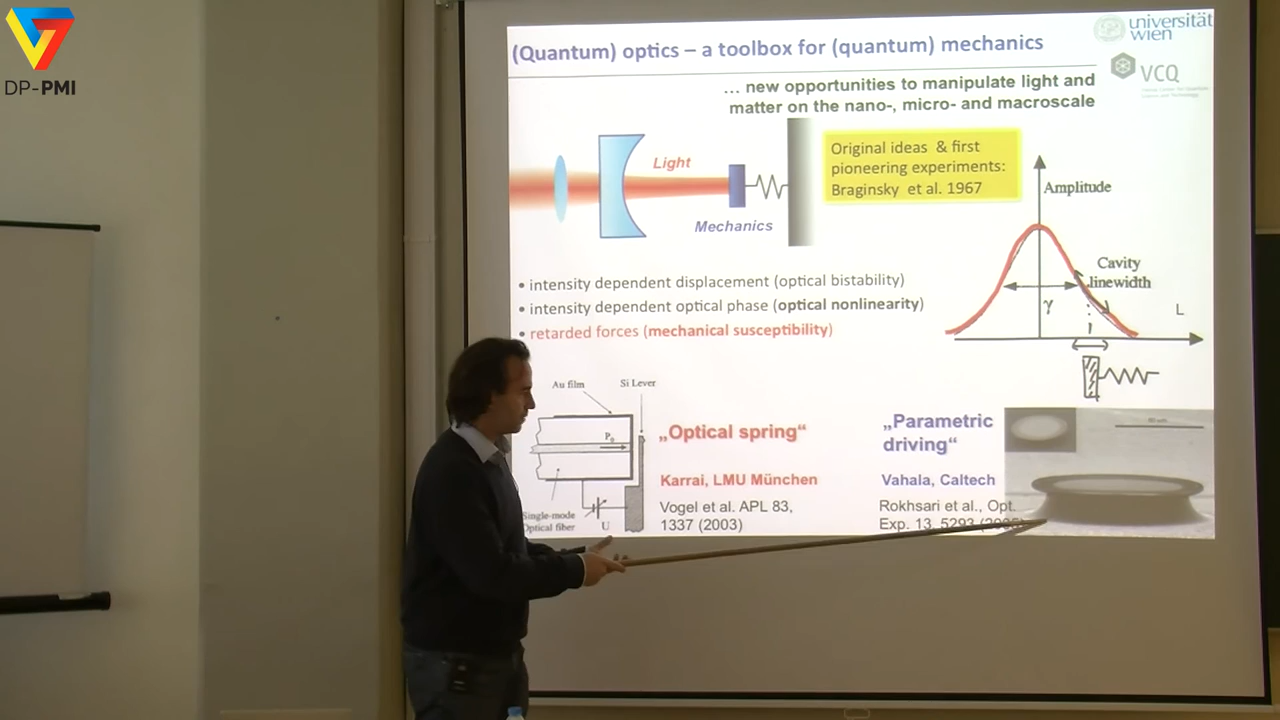 DP-PMI
(Quantum) optics – a toolbox for (quantum) mechanics
universität
wien
VCQ
... new opportunities to manipulate light and
matter on the nano-, micro- and macroscale
Light
Mechanics
Original ideas & first
pioneering experiments:
Braginsky et al. 1967
Amplitude
Cavity
linewidth
γ
L
• intensity dependent displacement (optical bistability)
• intensity dependent optical phase (optical nonlinearity)
• retarded forces (mechanical susceptibility)
Au film
Si Lever
P₀
Single-mode
Optical fiber
U
„Optical spring“
Karrai, LMU München
Vogel et al. APL 83,
1337 (2003)
„Parametric
driving“
Vahala, Caltech
Rokhsari et al., Opt.
Exp. 13, 5293 (2005)